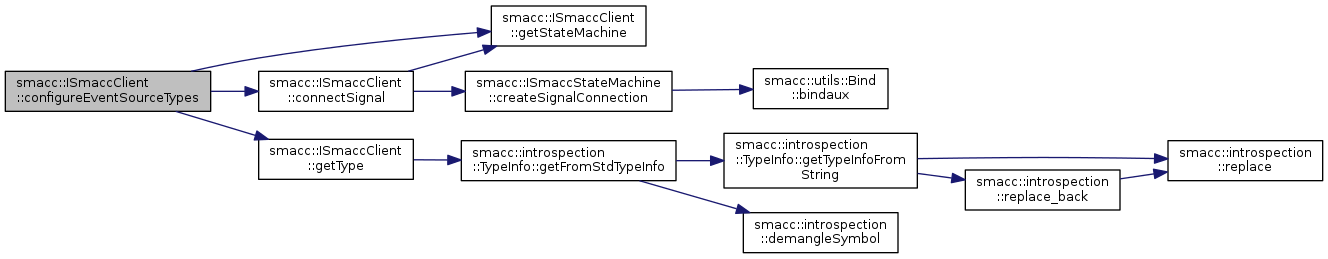 smacc::ISmaccClient
::configureEventSourceTypes
smacc::ISmaccClient
::getStateMachine
smacc::ISmaccClient
::connectSignal
smacc::ISmaccStateMachine
::createSignalConnection
smacc::utils::Bind
::bindaux
smacc::ISmaccClient
::getType
smacc::introspection
::TypeInfo::getFromStdTypeInfo
smacc::introspection
::TypeInfo::getTypeInfoFrom
String
smacc::introspection
::replace
smacc::introspection
::replace_back
smacc::introspection
::demangleSymbol